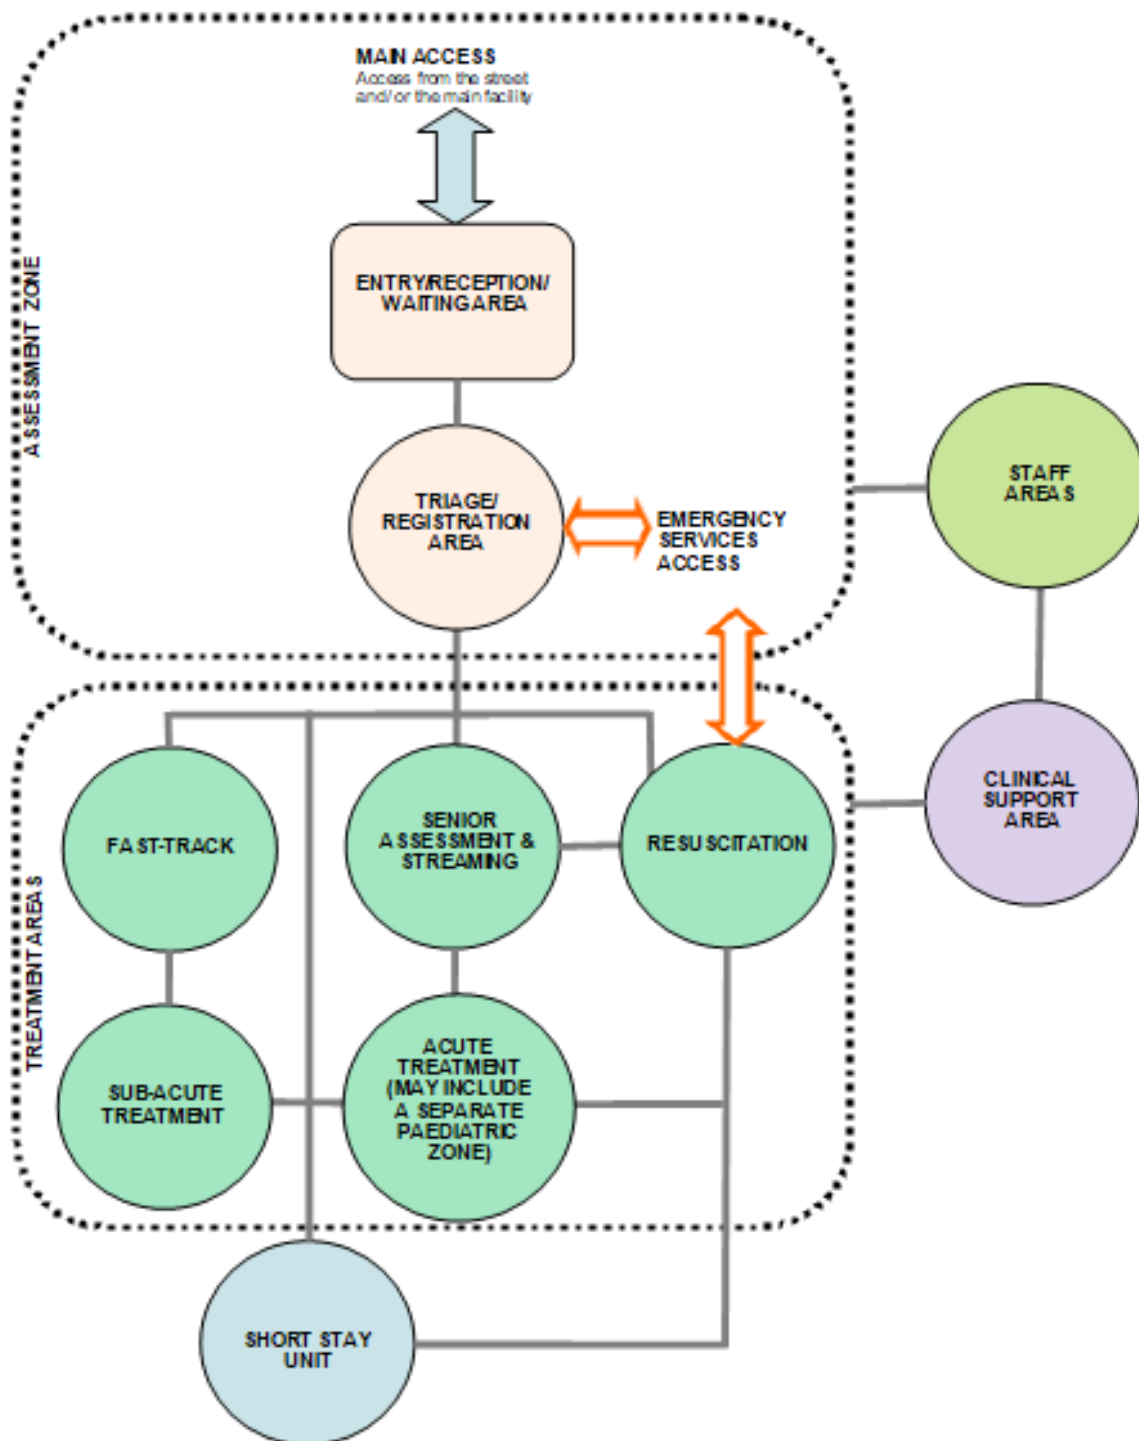 MAIN ACCESS
Access from the street
and/or the main facility
ENTRY/RECEPTION/
WAITING AREA
ASSESSMENT ZONE
TRIAGE/
REGISTRATION
AREA
EMERGENCY
SERVICES
ACCESS
STAFF
AREAS
CLINICAL
SUPPORT
AREA
TREATMENT AREAS
FAST-TRACK
SENIOR
ASSESSMENT &
STREAMING
RESUSCITATION
SUB-ACUTE
TREATMENT
ACUTE
TREATMENT
(MAY INCLUDE
A SEPARATE
PAEDIATRIC
ZONE)
SHORT STAY
UNIT